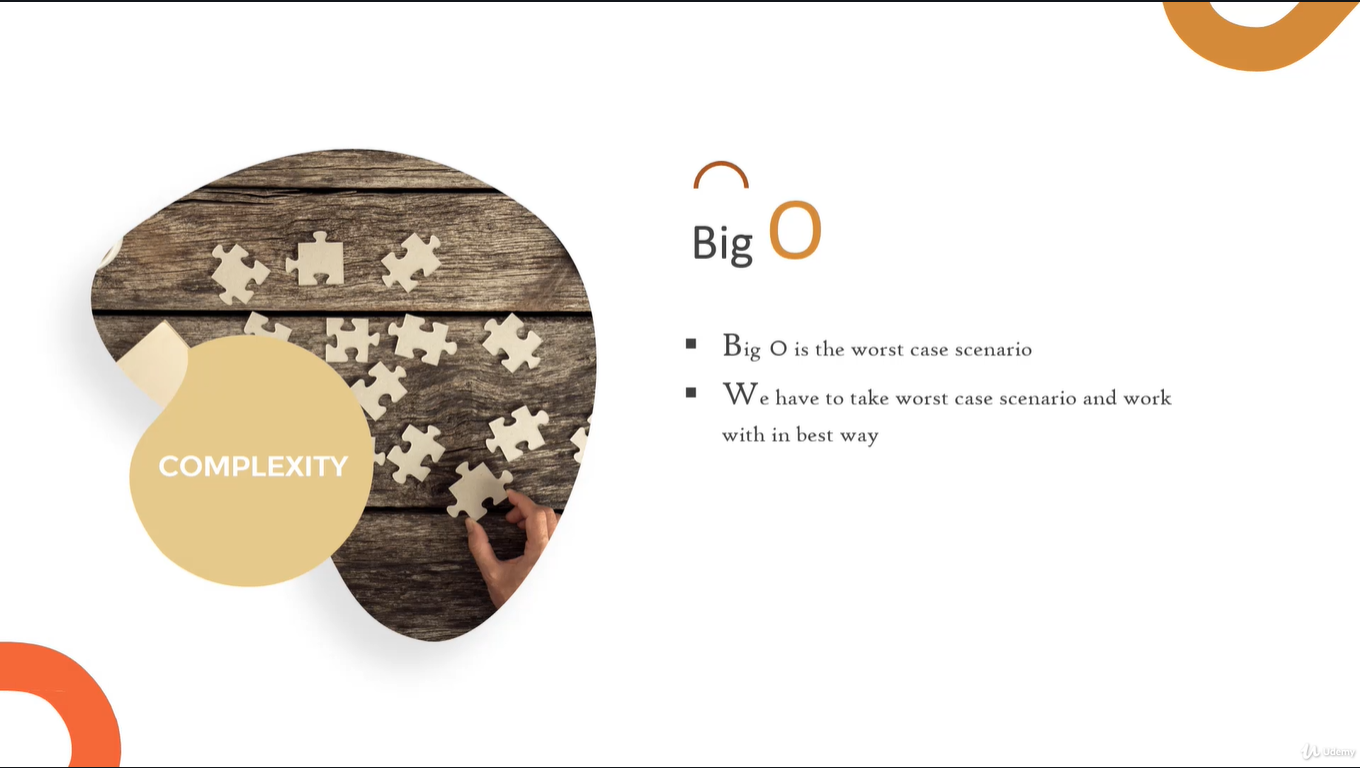 Big O
Big O is the worst case scenario
We have to take worst case scenario and work
with in best way
COMPLEXITY
Udemy